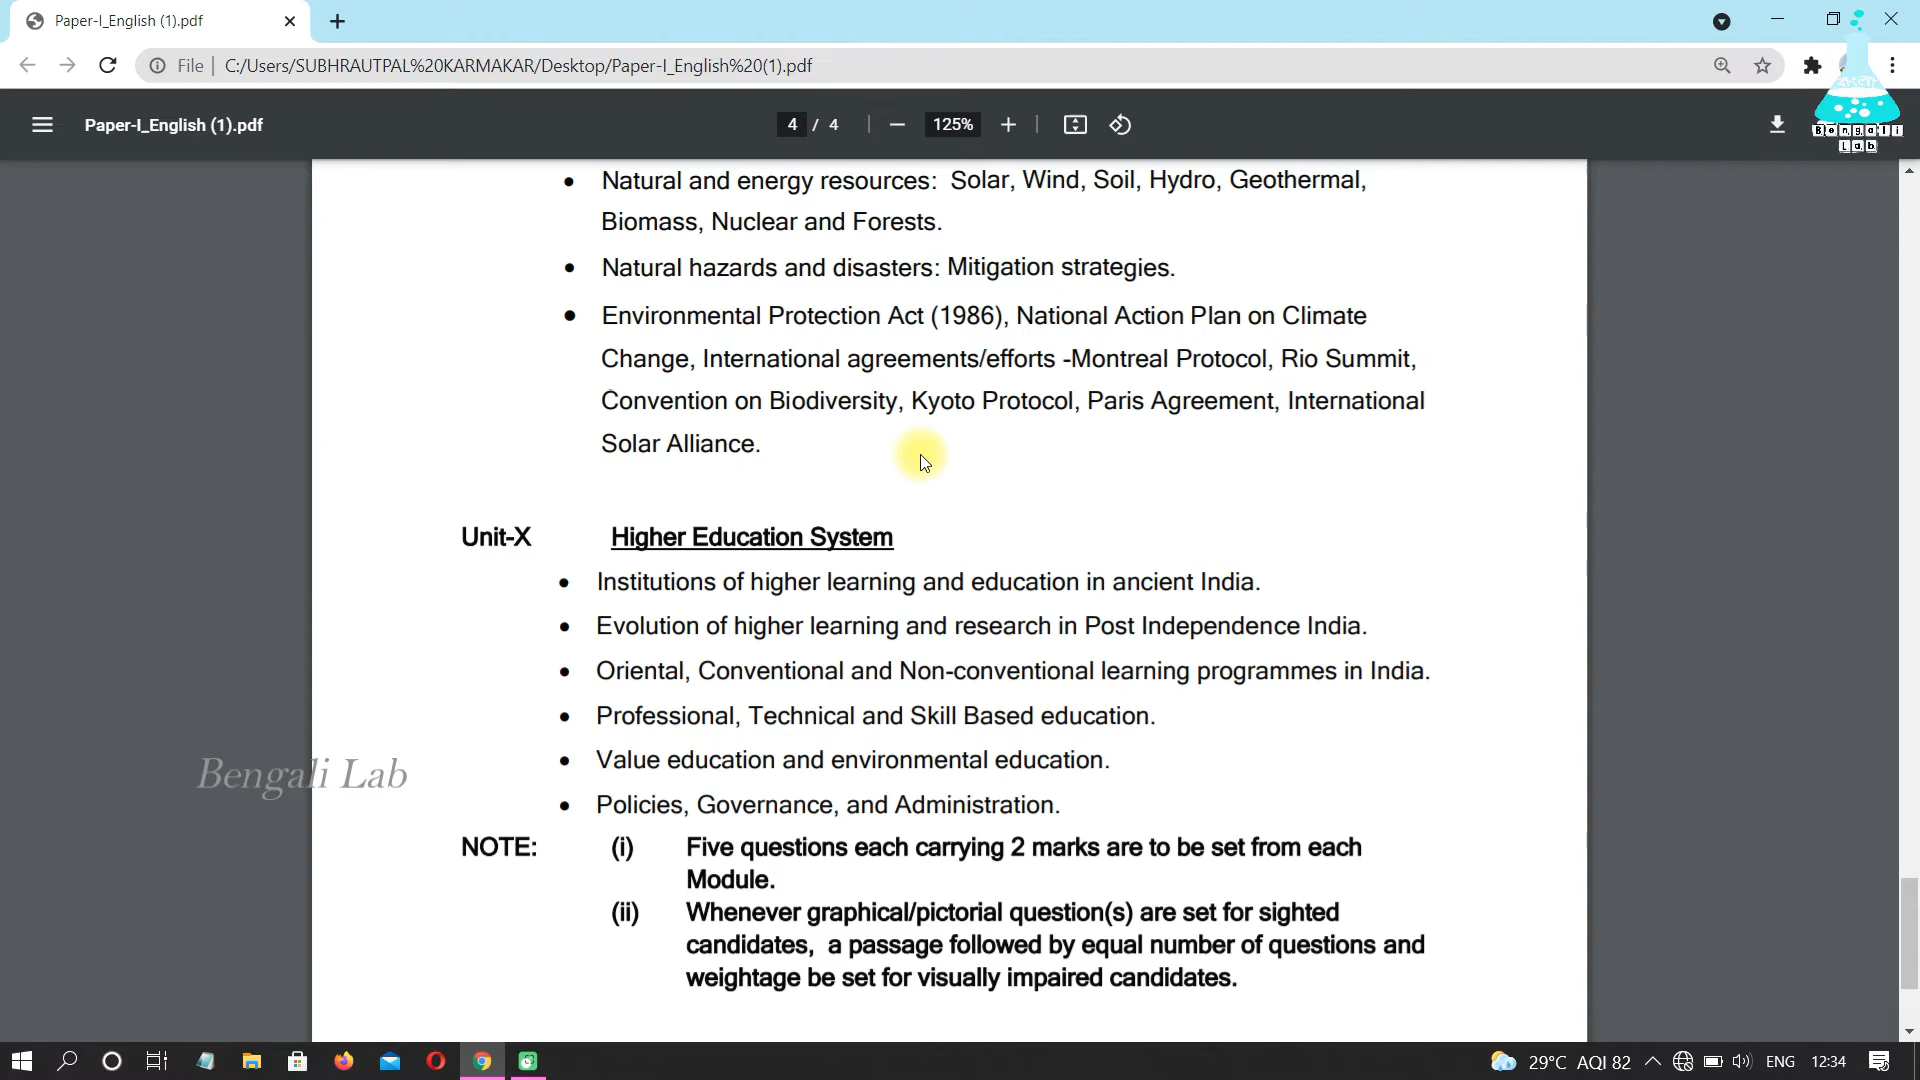 Paper-I_English (1).pdf
File | C:/Users/SUBHRAUTPAL%20KARMAKAR/Desktop/Paper-I_English%20(1).pdf
Paper-I_English (1).pdf
4 / 4
125%
Bengali
Lab
• Natural and energy resources: Solar, Wind, Soil, Hydro, Geothermal,
Biomass, Nuclear and Forests.
• Natural hazards and disasters: Mitigation strategies.
• Environmental Protection Act (1986), National Action Plan on Climate
Change, International agreements/efforts -Montreal Protocol, Rio Summit,
Convention on Biodiversity, Kyoto Protocol, Paris Agreement, International
Solar Alliance.
Unit-X Higher Education System
• Institutions of higher learning and education in ancient India.
• Evolution of higher learning and research in Post Independence India.
• Oriental, Conventional and Non-conventional learning programmes in India.
• Professional, Technical and Skill Based education.
• Value education and environmental education.
Bengali Lab
• Policies, Governance, and Administration.
NOTE: (i) Five questions each carrying 2 marks are to be set from each
Module.
(ii) Whenever graphical/pictorial question(s) are set for sighted
candidates, a passage followed by equal number of questions and
weightage be set for visually impaired candidates.
29°C AQI 82 ENG 12:34